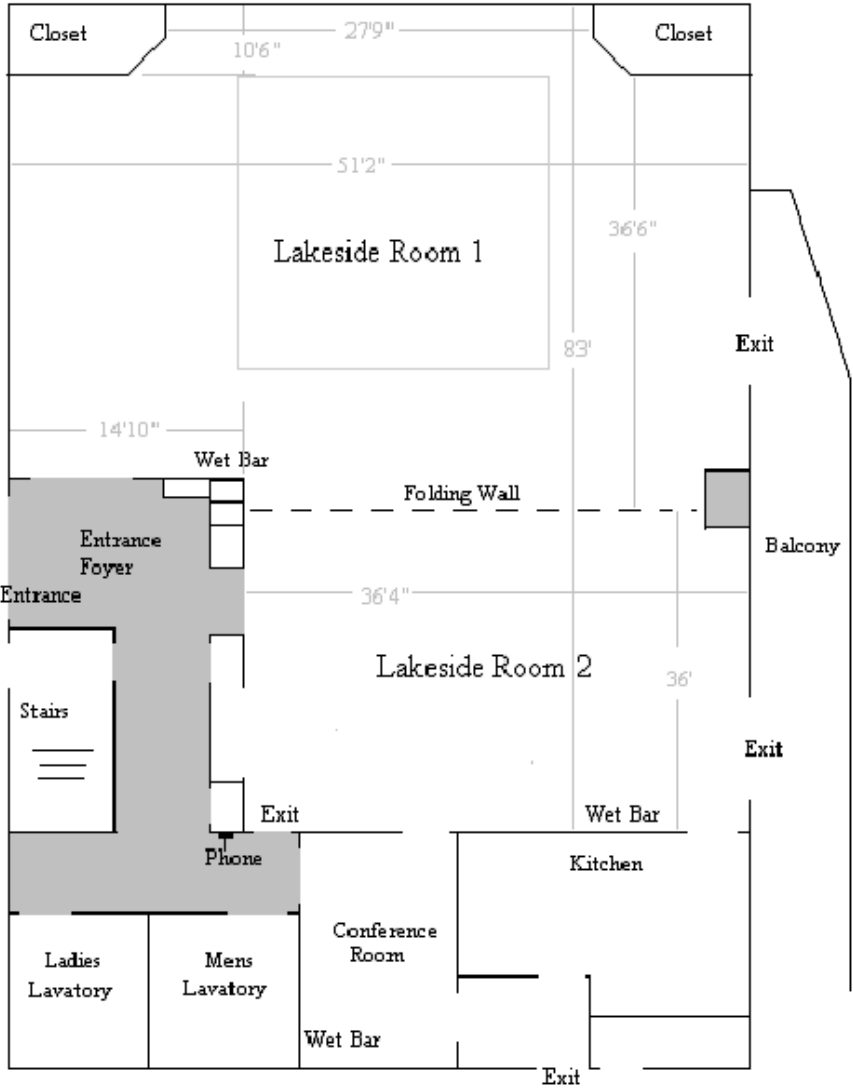 Closet
27'9"
Closet
10'6"
51'2"
36'6"
Lakeside Room 1
Exit
83'
14'10"
Wet Bar
Folding Wall
Entrance
Foyer
Balcony
Entrance
36'4"
Lakeside Room 2
36'
Stairs
Exit
Exit
Wet Bar
Phone
Kitchen
Conference
Room
Ladies
Lavatory
Mens
Lavatory
Wet Bar
Exit